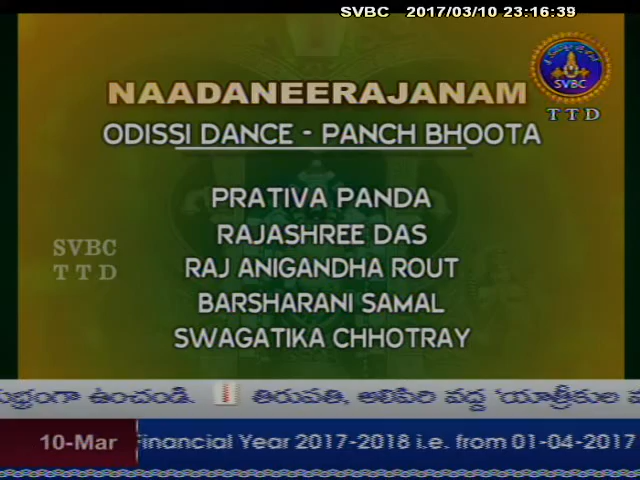 SVBC 2017/03/10 23:16:39
NAADANEERAJANAM
SVBC
TTD
ODISSI DANCE - PANCH BHOOTA
PRATIVA PANDA
RAJASHREE DAS
SVBC
TTD
RAJ ANIGANDHA ROUT
BARSHARANI SAMAL
SWAGATIKA CHHOTRAY
ఉంచండి. తిరుపతి, అలిపిరి వద్ద 'యాత్రికుల
10-Mar Financial Year 2017-2018 i.e. from 01-04-2017